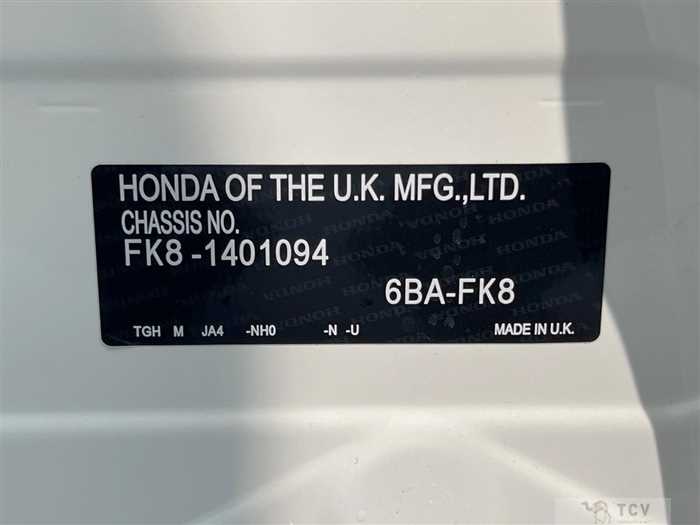 HONDA OF THE U.K. MFG.,LTD.
CHASSIS NO.
FK8 -1401094
6BA-FK8
TGH M JA4 -NH0 -N -U MADE IN U.K.
TCV